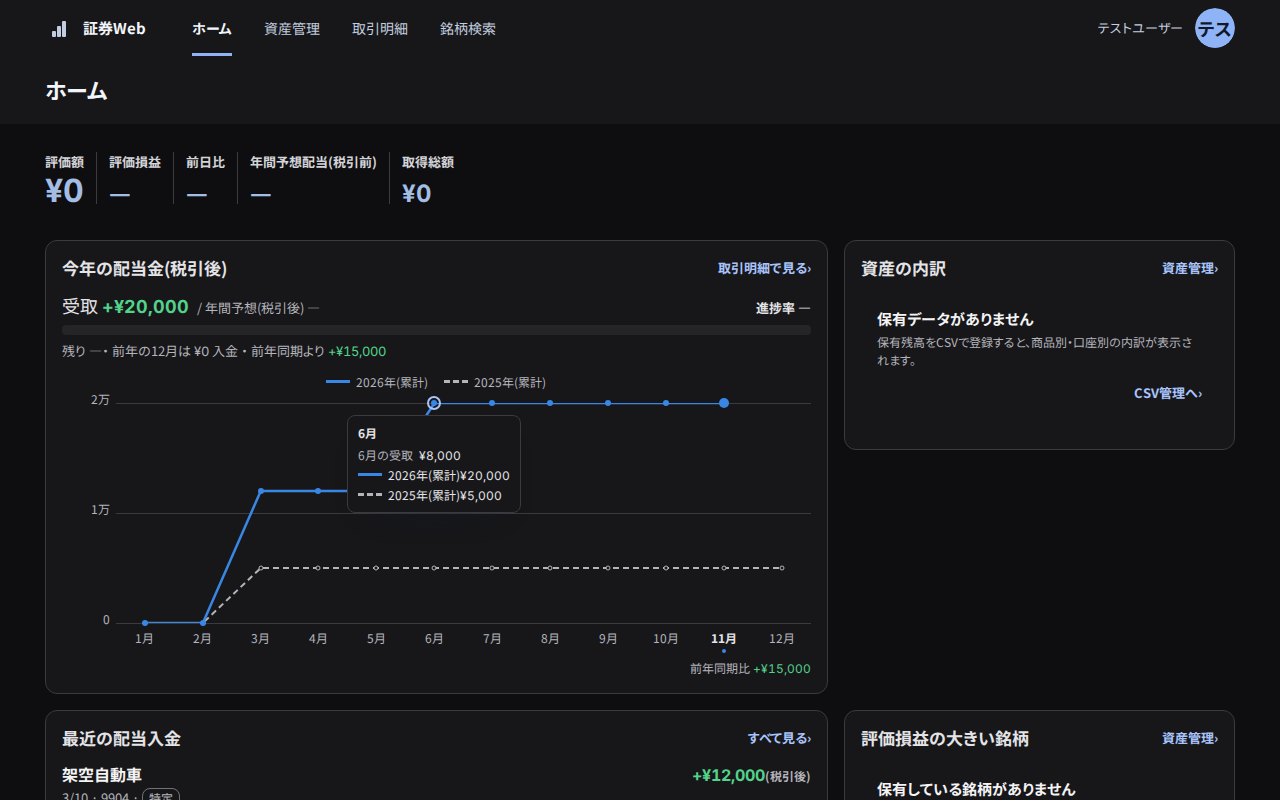 証券Web ホーム 資産管理 取引明細 銘柄検索 テストユーザー テス
ホーム
評価額 評価損益 前日比 年間予想配当(税引前) 取得総額
¥0 — — — ¥0
今年の配当金(税引後) 取引明細で見る›
受取 +¥20,000 / 年間予想(税引後) — 進捗率 —
残り —・前年の12月は ¥0 入金・前年同期より +¥15,000
2026年(累計) 2025年(累計)
2万
6月
6月の受取 ¥8,000
2026年(累計)¥20,000
2025年(累計)¥5,000
1万
0
1月 2月 3月 4月 5月 6月 7月 8月 9月 10月 11月 12月
前年同期比 +¥15,000
資産の内訳 資産管理›
保有データがありません
保有残高をCSVで登録すると、商品別・口座別の内訳が表示さ
れます。
CSV管理へ›
最近の配当入金 すべて見る›
架空自動車 +¥12,000(税引後)
3/10・9904・特定
評価損益の大きい銘柄 資産管理›
保有している銘柄がありません